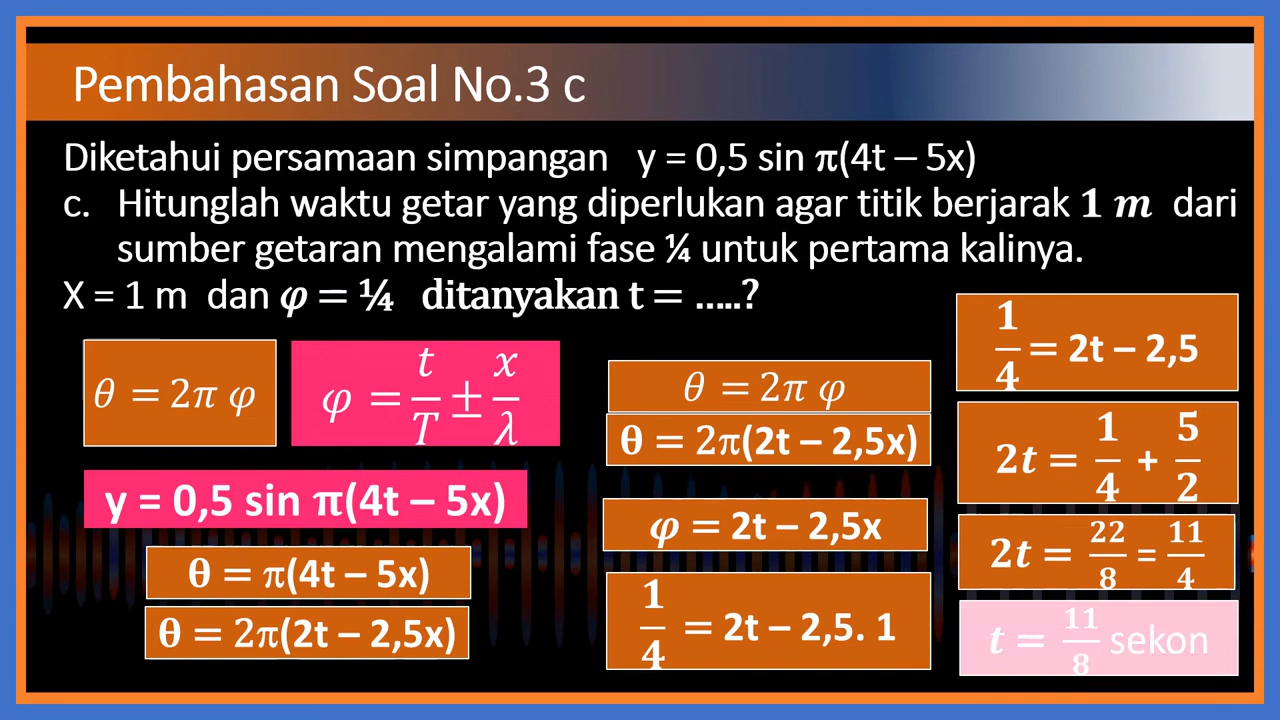 Pembahasan Soal No.3 c
Diketahui persamaan simpangan y = 0,5 sin π(4t – 5x)
c. Hitunglah waktu getar yang diperlukan agar titik berjarak 1 m dari
sumber getaran mengalami fase ¼ untuk pertama kalinya.
X = 1 m dan φ = ¼ ditanyakan t = …..?
θ = 2π φ
φ = t/T ± x/λ
y = 0,5 sin π(4t – 5x)
θ = π(4t – 5x)
θ = 2π(2t – 2,5x)
θ = 2π φ
θ = 2π(2t – 2,5x)
φ = 2t – 2,5x
1/4 = 2t – 2,5. 1
1/4 = 2t – 2,5
2t = 1/4 + 5/2
2t = 22/8 = 11/4
t = 11/8 sekon